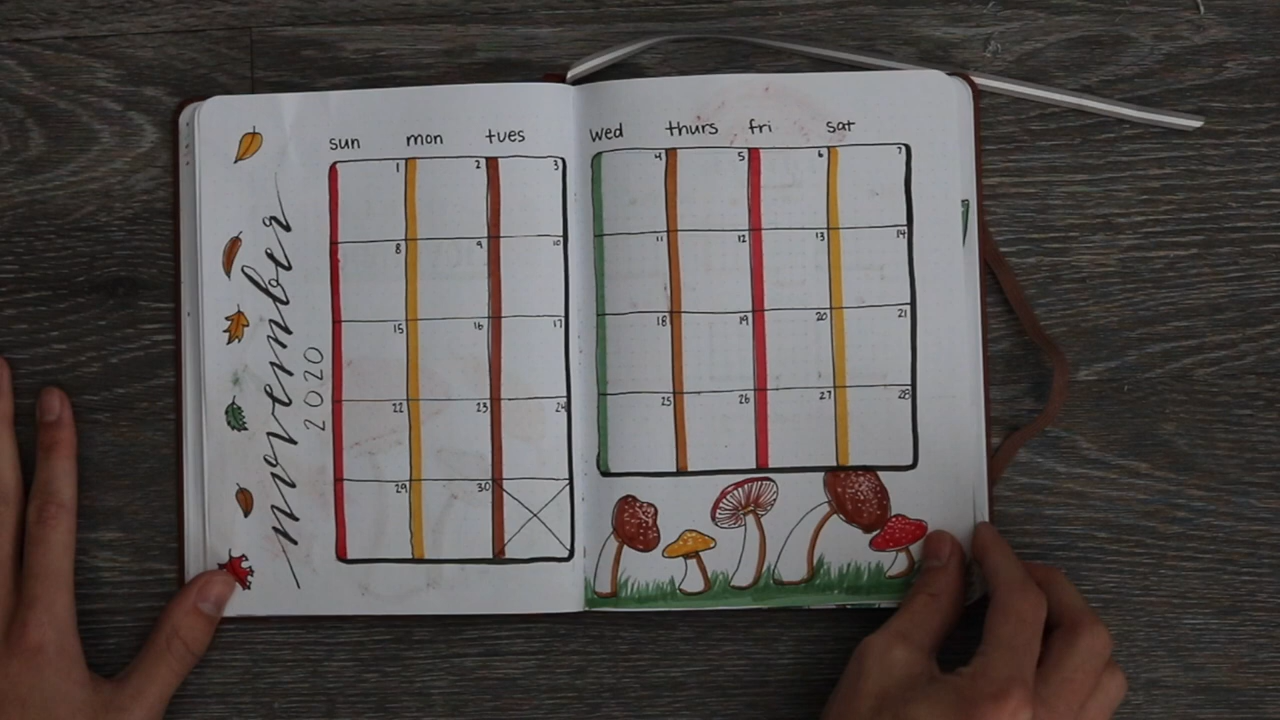 november
2020
sun mon tues wed thurs fri sat
1 2 3 4 5 6 7
8 9 10 11 12 13 14
15 16 17 18 19 20 21
22 23 24 25 26 27 28
29 30